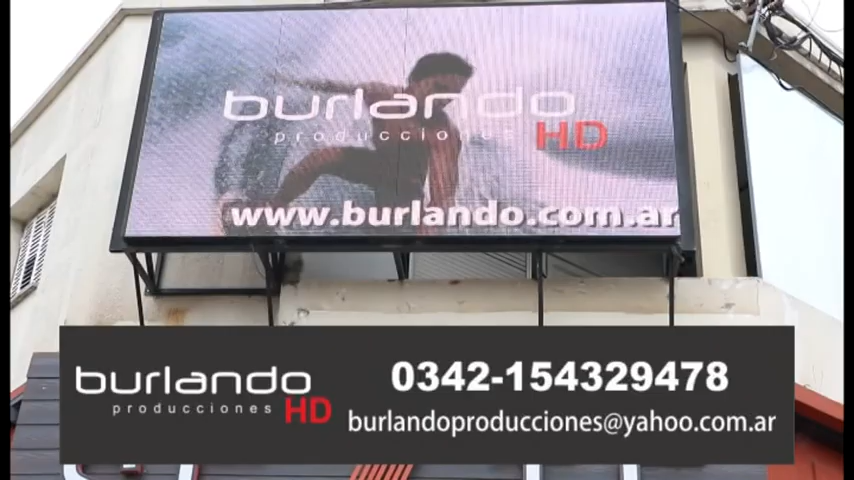 burlando
producciones HD
www.burlando.com.ar
burlando
producciones HD
0342-154329478
burlandoproducciones@yahoo.com.ar